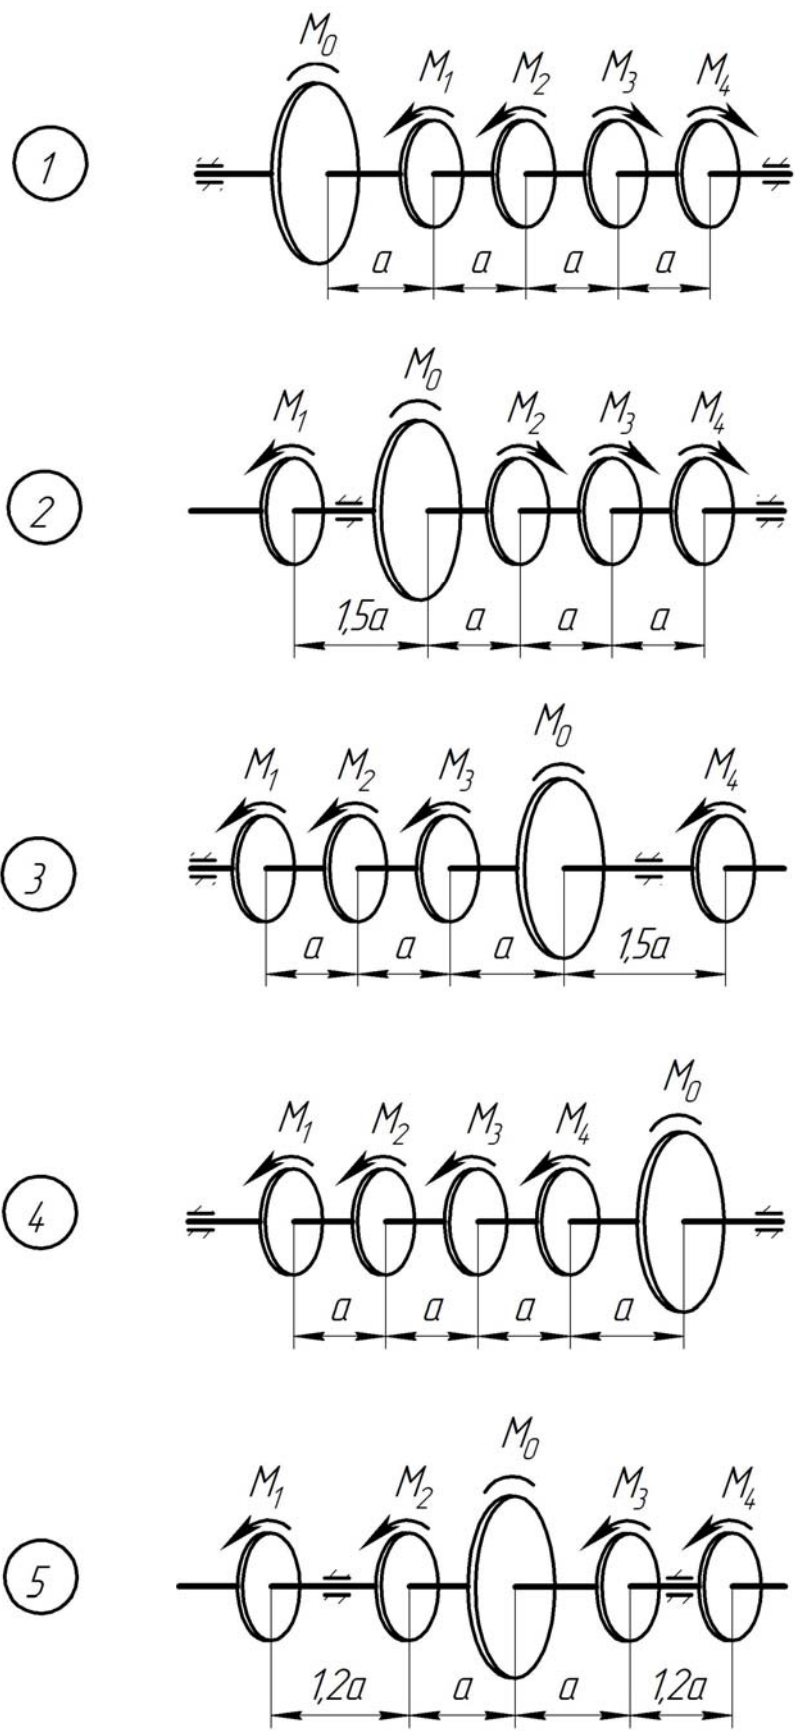 M₀
M₁ M₂ M₃ M₄
1
a a a a
M₀
M₁ M₂ M₃ M₄
2
1,5a a a a
M₀
M₁ M₂ M₃ M₄
3
a a a 1,5a
M₀
M₁ M₂ M₃ M₄
4
a a a a
M₀
M₁ M₂ M₃ M₄
5
1,2a a a 1,2a